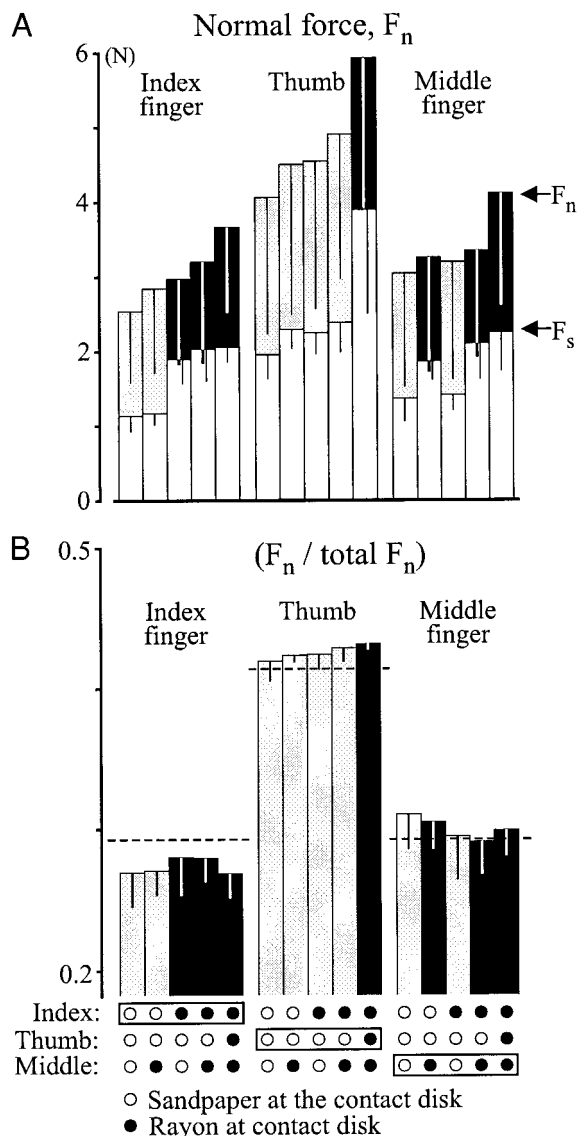 A
Normal force, Fn
6 (N)
Index finger
Thumb
Middle finger
4
Fn
2
Fs
0
B
0.5
(Fn / total Fn)
Index finger
Thumb
Middle finger
0.2
Index:
Thumb:
Middle:
○ Sandpaper at the contact disk
● Rayon at contact disk